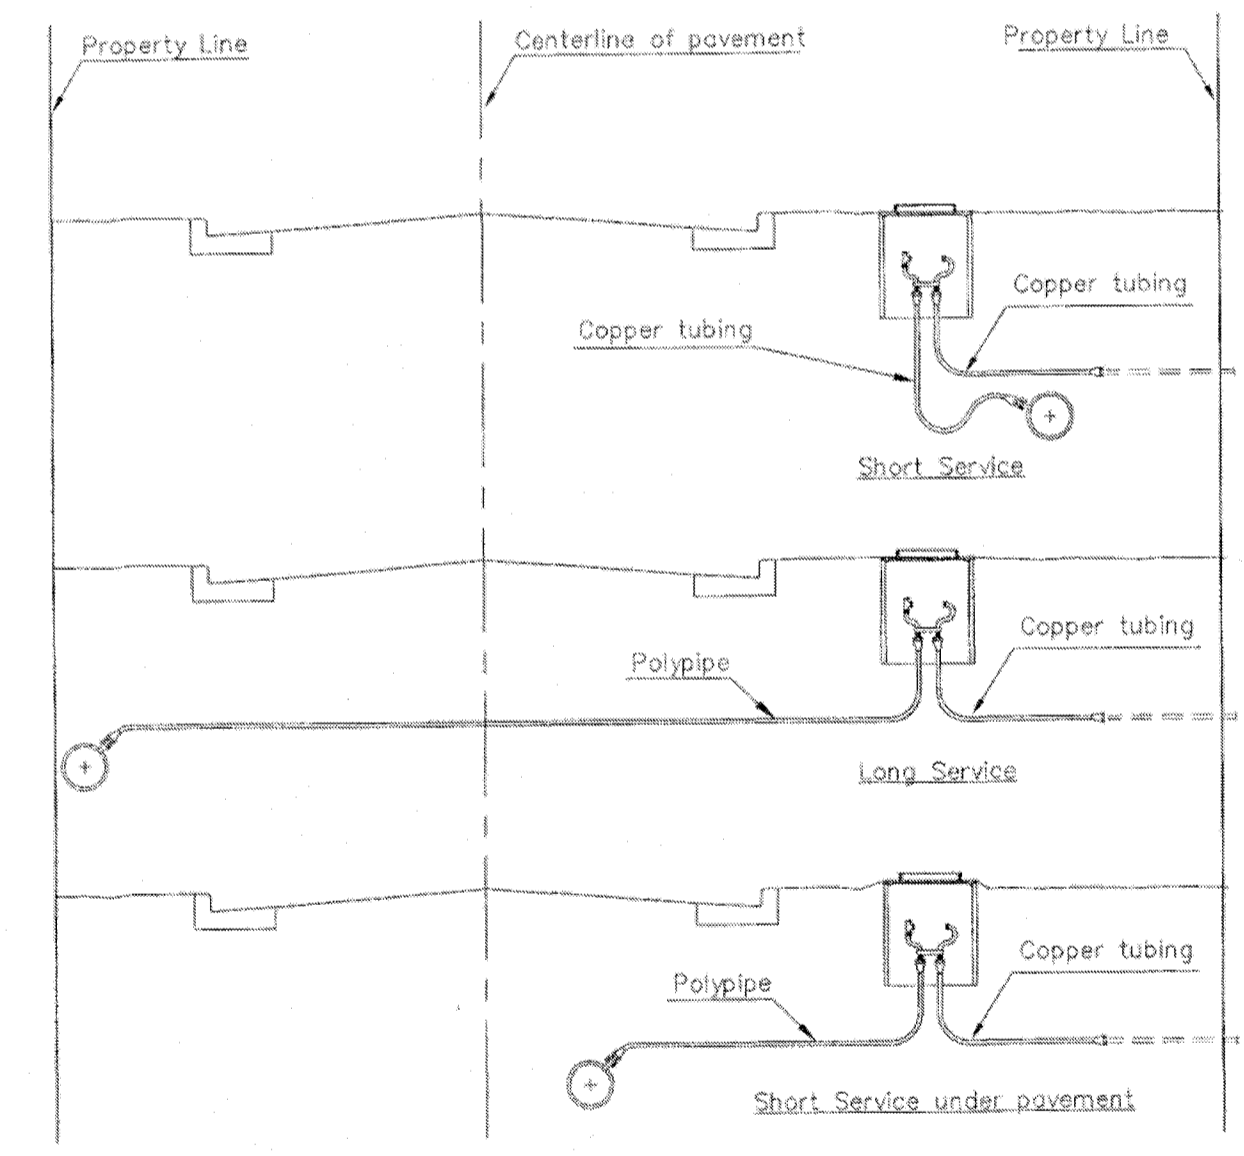 Property Line
Centerline of pavement
Property Line
Copper tubing
Copper tubing
Short Service
Copper tubing
Polypipe
Long Service
Copper tubing
Polypipe
Short Service under pavement